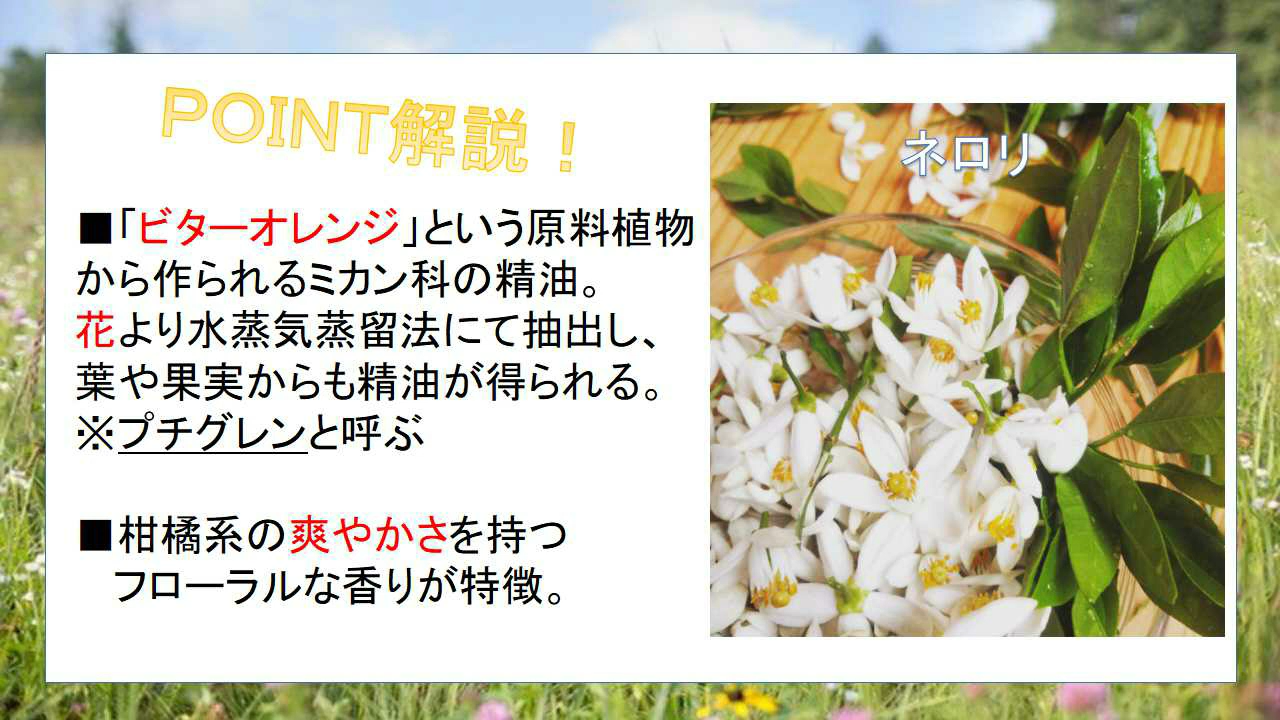 POINT解説！
ネロリ
■「ビターオレンジ」という原料植物
から作られるミカン科の精油。
花より水蒸気蒸留法にて抽出し、
葉や果実からも精油が得られる。
※プチグレンと呼ぶ
■柑橘系の爽やかさを持つ
フローラルな香りが特徴。